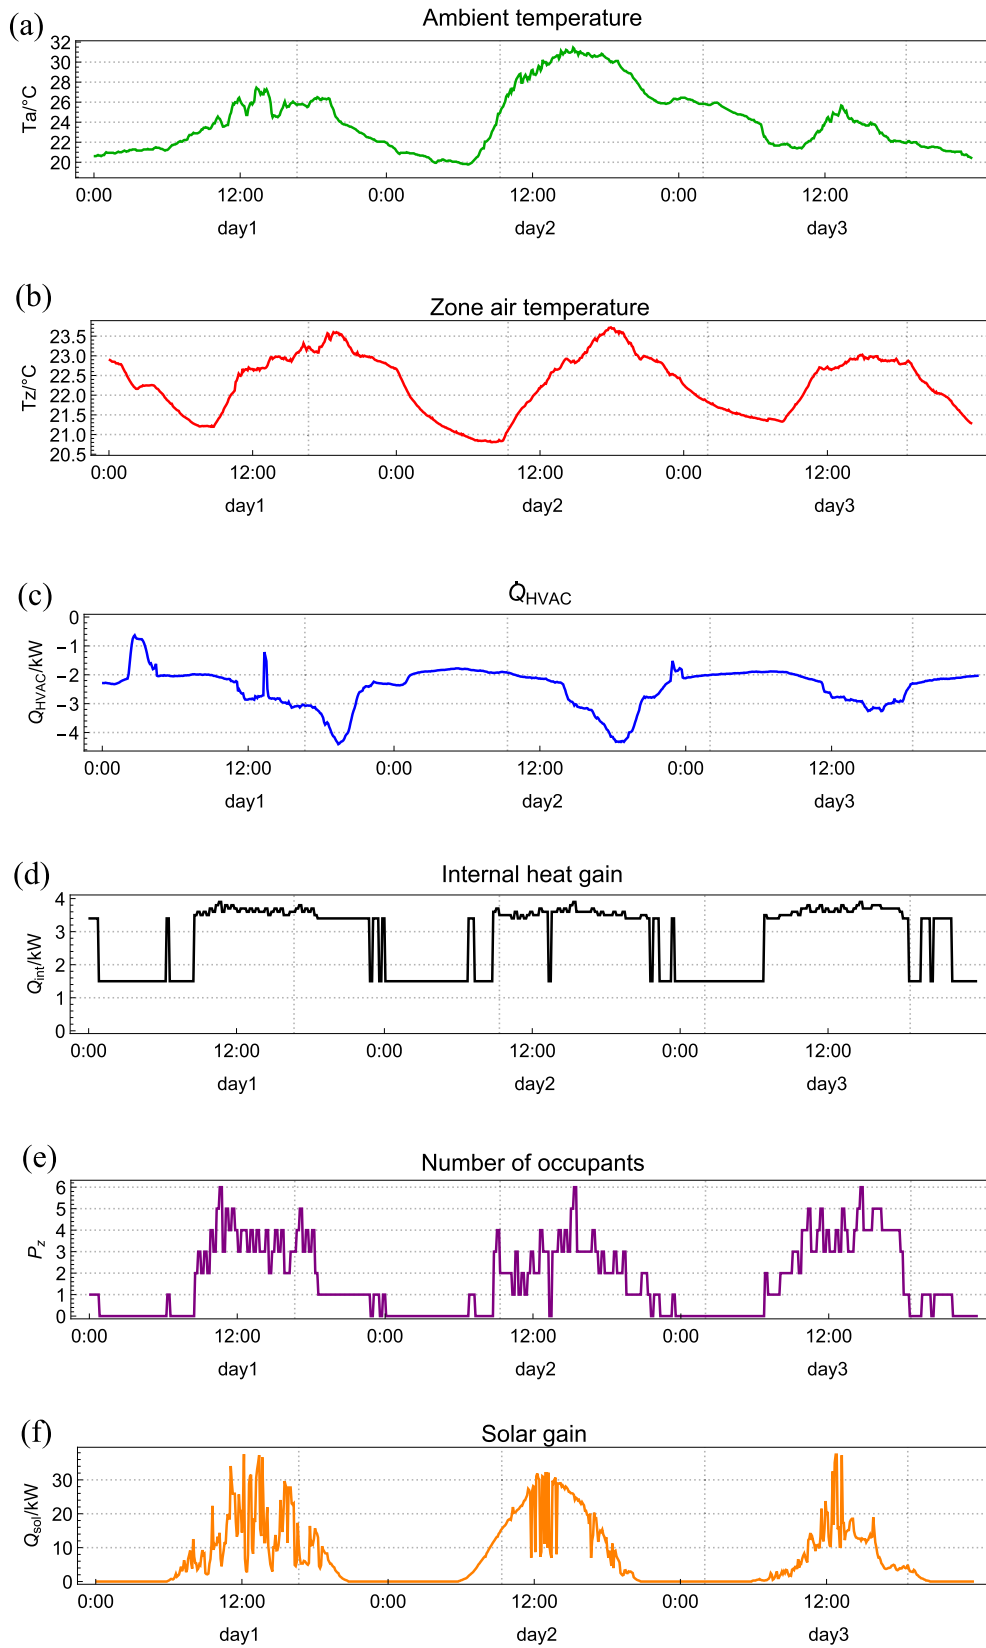 (a)
Ambient temperature
Ta/°C
32
30
28
26
24
22
20
0:00 12:00 0:00 12:00 0:00 12:00
day1 day2 day3
(b)
Zone air temperature
Tz/°C
23.5
23.0
22.5
22.0
21.5
21.0
20.5
0:00 12:00 0:00 12:00 0:00 12:00
day1 day2 day3
(c)
Q̇HVAC
QHVAC/kW
0
−1
−2
−3
−4
0:00 12:00 0:00 12:00 0:00 12:00
day1 day2 day3
(d)
Internal heat gain
Qint/kW
4
3
2
1
0
0:00 12:00 0:00 12:00 0:00 12:00
day1 day2 day3
(e)
Number of occupants
Pz
6
5
4
3
2
1
0
0:00 12:00 0:00 12:00 0:00 12:00
day1 day2 day3
(f)
Solar gain
Qsol/kW
30
20
10
0
0:00 12:00 0:00 12:00 0:00 12:00
day1 day2 day3